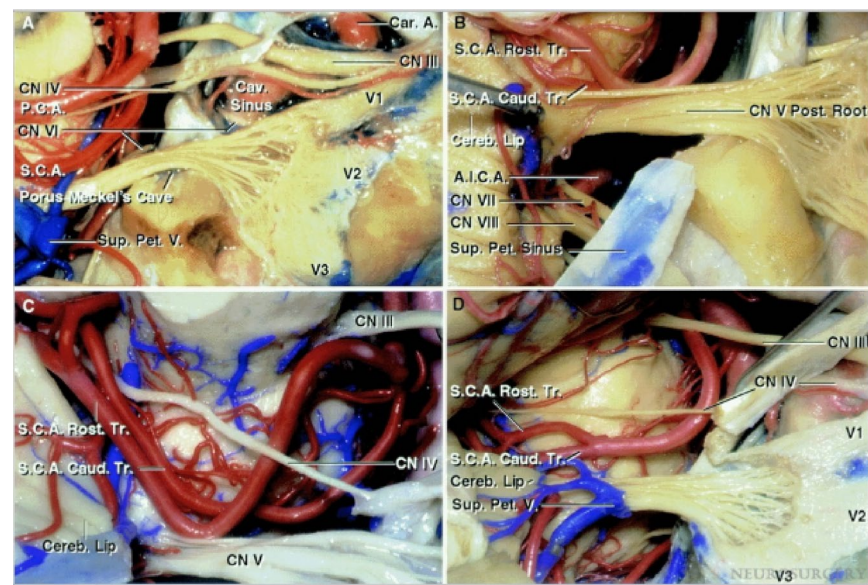 A
Car. A.
CN III
CN IV
P.C.A.
Cav.
Sinus
V1
CN VI
V2
S.C.A.
Porus Meckel's Cave
Sup. Pet. V.
V3
B
S.C.A. Rost. Tr.
S.C.A. Caud. Tr.
CN V Post. Root
Cereb. Lip
A.I.C.A.
CN VII
CN VIII
Sup. Pet. Sinus
C
CN III
S.C.A. Rost. Tr.
S.C.A. Caud. Tr.
CN IV
Cereb. Lip
CN V
D
CN III
CN IV
S.C.A. Rost. Tr.
V1
S.C.A. Caud. Tr.
Cereb. Lip
Sup. Pet. V.
V2
NEUROSURGERY
V3